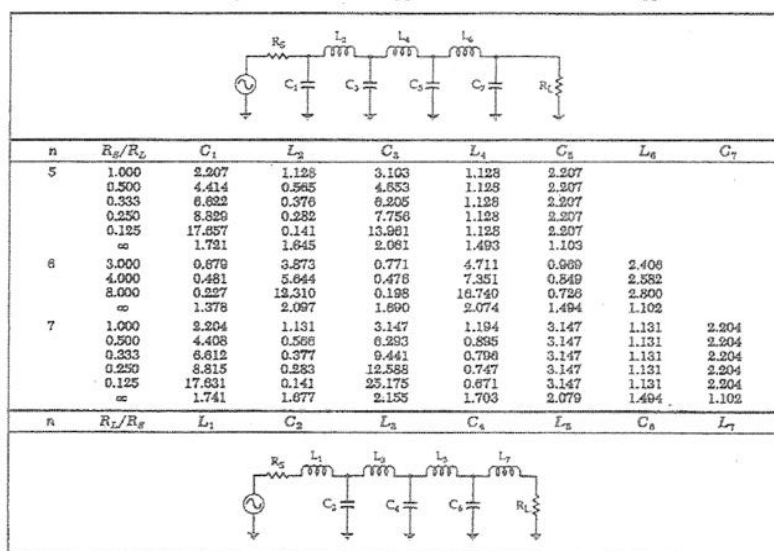 L₂ L₄ L₆
R_S
C₁ C₃ C₅ C₇ R_L
n R_S/R_L C₁ L₂ C₃ L₄ C₅ L₆ C₇
5 1.000 2.207 1.128 3.103 1.128 2.207
0.500 4.414 0.565 4.653 1.128 2.207
0.333 6.622 0.376 6.205 1.128 2.207
0.250 8.829 0.282 7.756 1.128 2.207
0.125 17.657 0.141 13.961 1.128 2.207
∞ 1.721 1.645 2.061 1.493 1.103
6 3.000 0.679 3.873 0.771 4.711 0.969 2.406
4.000 0.481 5.644 0.476 7.351 0.849 2.582
8.000 0.227 12.310 0.198 16.740 0.726 2.800
∞ 1.378 2.097 1.690 2.074 1.494 1.102
7 1.000 2.204 1.131 3.147 1.194 3.147 1.131 2.204
0.500 4.408 0.566 6.293 0.895 3.147 1.131 2.204
0.333 6.612 0.377 9.441 0.796 3.147 1.131 2.204
0.250 8.815 0.283 12.588 0.747 3.147 1.131 2.204
0.125 17.631 0.141 25.175 0.671 3.147 1.131 2.204
∞ 1.741 1.677 2.155 1.703 2.079 1.494 1.102
n R_L/R_S L₁ C₂ L₃ C₄ L₅ C₆ L₇
R_S L₁ L₃ L₅ L₇
C₂ C₄ C₆ R_L